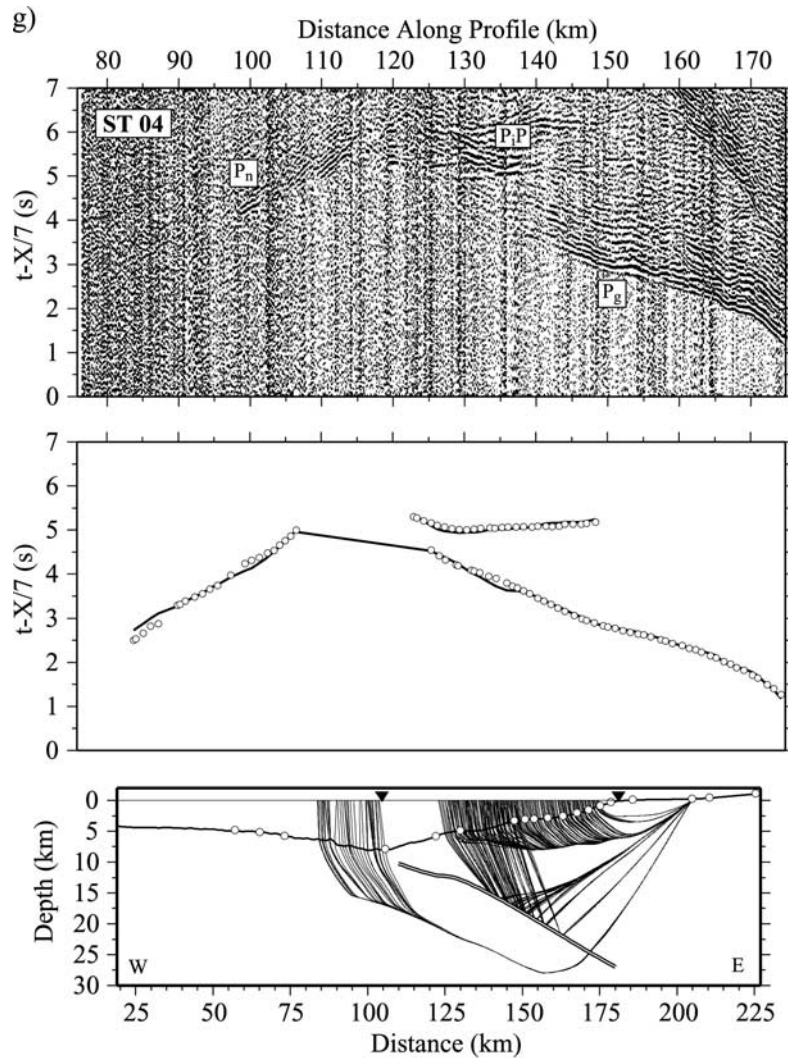 g)
Distance Along Profile (km)
80 90 100 110 120 130 140 150 160 170
7
6
5
4
3
2
1
0
t-X/7 (s)
ST 04
PiP
Pn
Pg
7
6
5
4
3
2
1
0
t-X/7 (s)
0
5
10
15
20
25
30
Depth (km)
W E
25 50 75 100 125 150 175 200 225
Distance (km)